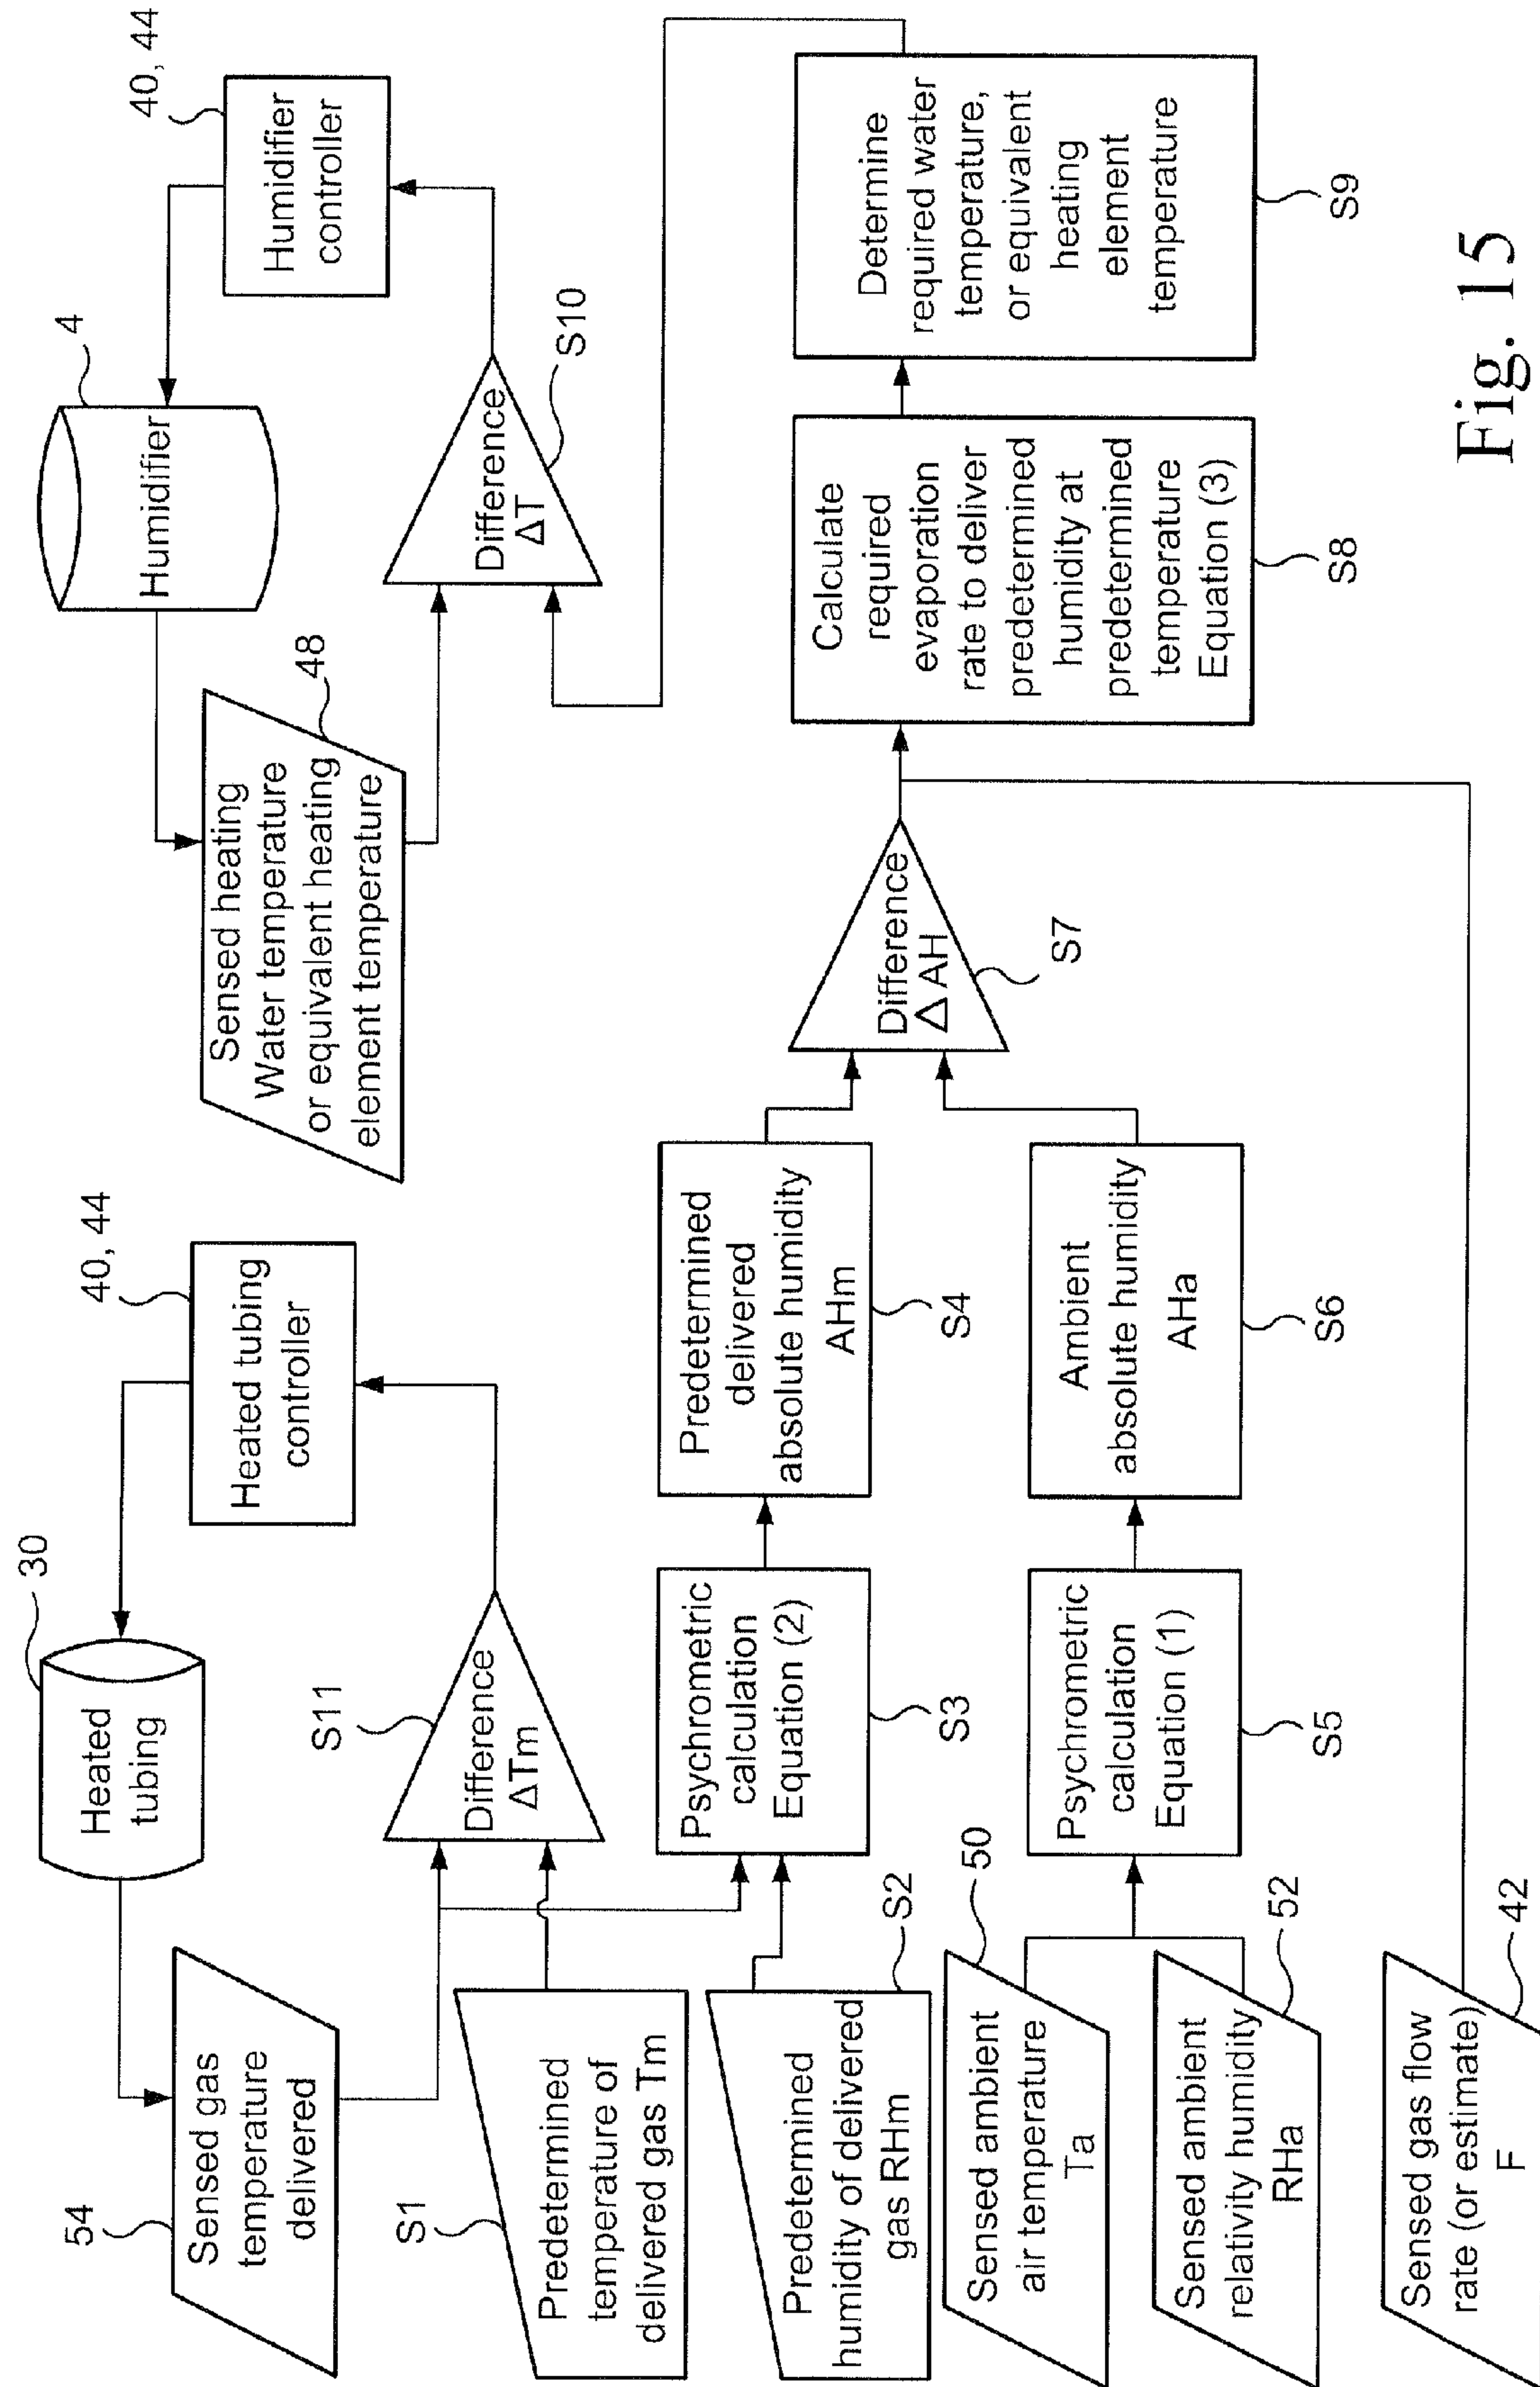 30
Heated
tubing
40, 44
Heated tubing
controller
4
Humidifier
40, 44
Humidifier
controller
54
Sensed gas
temperature
delivered
S11
Difference
ΔTm
48
Sensed heating
Water temperature
or equivalent heating
element temperature
Difference
ΔT
S10
S1
Predetermined
temperature of
delivered gas Tm
Predetermined
humidity of delivered
gas RHm
S2
Psychrometric
calculation
Equation (2)
S3
Predetermined
delivered
absolute humidity
AHm
S4
Sensed ambient
air temperature
Ta
50
Sensed ambient
relativity humidity
RHa
52
Psychrometric
calculation
Equation (1)
S5
Ambient
absolute humidity
AHa
S6
Difference
Δ AH
S7
Calculate
required
evaporation
rate to deliver
predetermined
humidity at
predetermined
temperature
Equation (3)
S8
Determine
required water
temperature,
or equivalent
heating
element
temperature
S9
Sensed gas flow
rate (or estimate)
F
42
Fig. 15